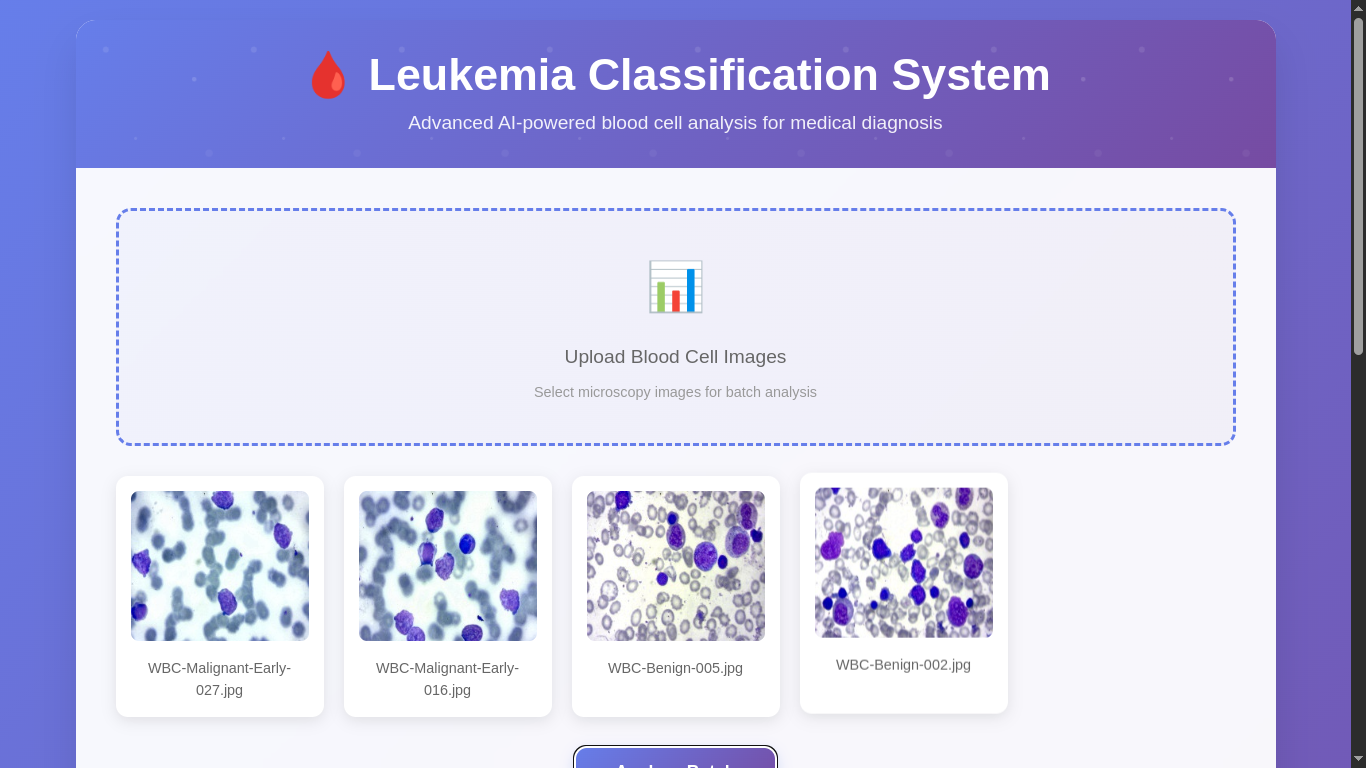 Leukemia Classification System
Advanced AI-powered blood cell analysis for medical diagnosis
Upload Blood Cell Images
Select microscopy images for batch analysis
WBC-Malignant-Early-
027.jpg
WBC-Malignant-Early-
016.jpg
WBC-Benign-005.jpg
WBC-Benign-002.jpg